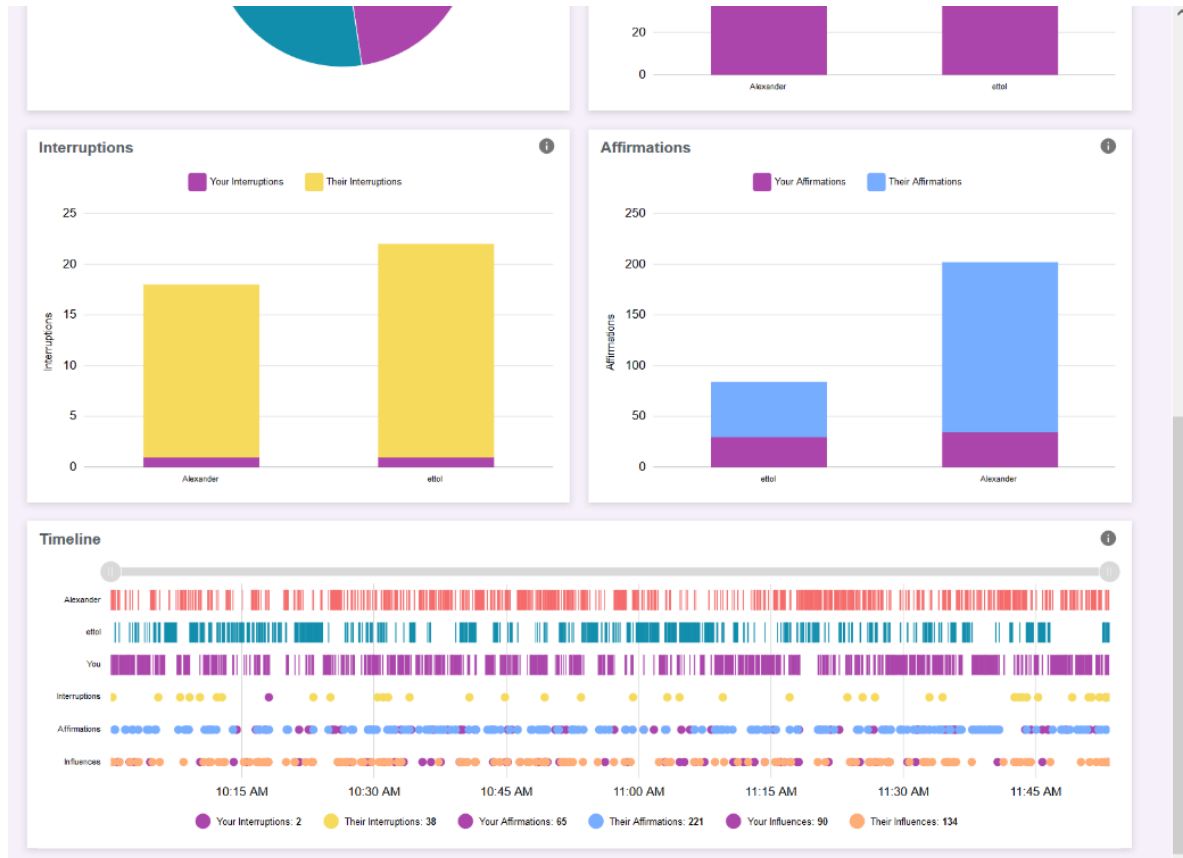 20
0
Alexander
ettol
Interruptions
Your Interruptions
Their Interruptions
25
20
15
10
5
0
Interruptions
Alexander
ettol
Affirmations
Your Affirmations
Their Affirmations
250
200
150
100
50
0
Affirmations
ettol
Alexander
Timeline
Alexander
ettol
You
Interruptions
Affirmations
Influences
10:15 AM 10:30 AM 10:45 AM 11:00 AM 11:15 AM 11:30 AM 11:45 AM
Your Interruptions: 2 Their Interruptions: 38 Your Affirmations: 65 Their Affirmations: 221 Your Influences: 90 Their Influences: 134